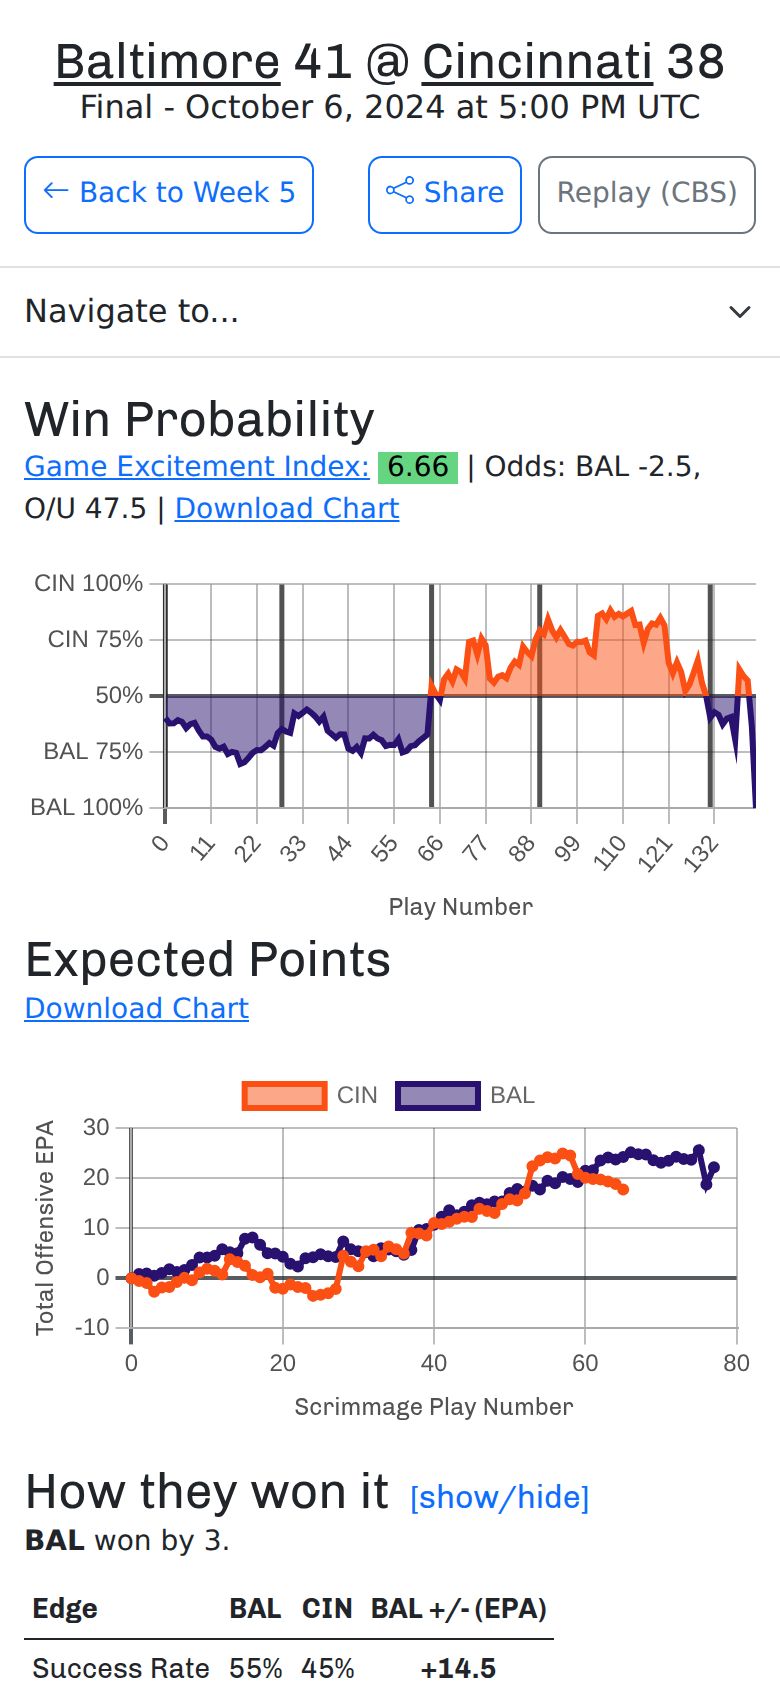 Baltimore 41 @ Cincinnati 38
Final - October 6, 2024 at 5:00 PM UTC
← Back to Week 5
Share
Replay (CBS)
Navigate to...
Win Probability
Game Excitement Index: 6.66 | Odds: BAL -2.5,
O/U 47.5 | Download Chart
CIN 100%
CIN 75%
50%
BAL 75%
BAL 100%
0 11 22 33 44 55 66 77 88 99 110 121 132
Play Number
Expected Points
Download Chart
CIN BAL
Total Offensive EPA
30
20
10
0
-10
0 20 40 60 80
Scrimmage Play Number
How they won it [show/hide]
BAL won by 3.
Edge BAL CIN BAL +/- (EPA)
Success Rate 55% 45% +14.5